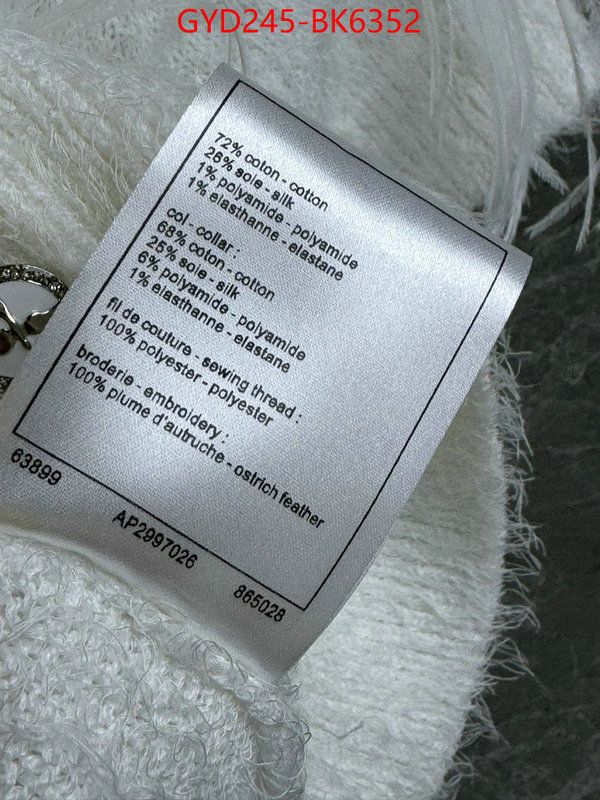 GYD245-BK6352
72% coton - cotton
26% soie - silk
1% polyamide - polyamide
1% elasthanne - elastane
col - collar :
68% coton - cotton
25% soie - silk
6% polyamide - polyamide
1% elasthanne - elastane
fil de couture - sewing thread :
100% polyester - polyester
broderie - embroidery :
100% plume d'autruche - ostrich feather
63899
AP2997026
865028